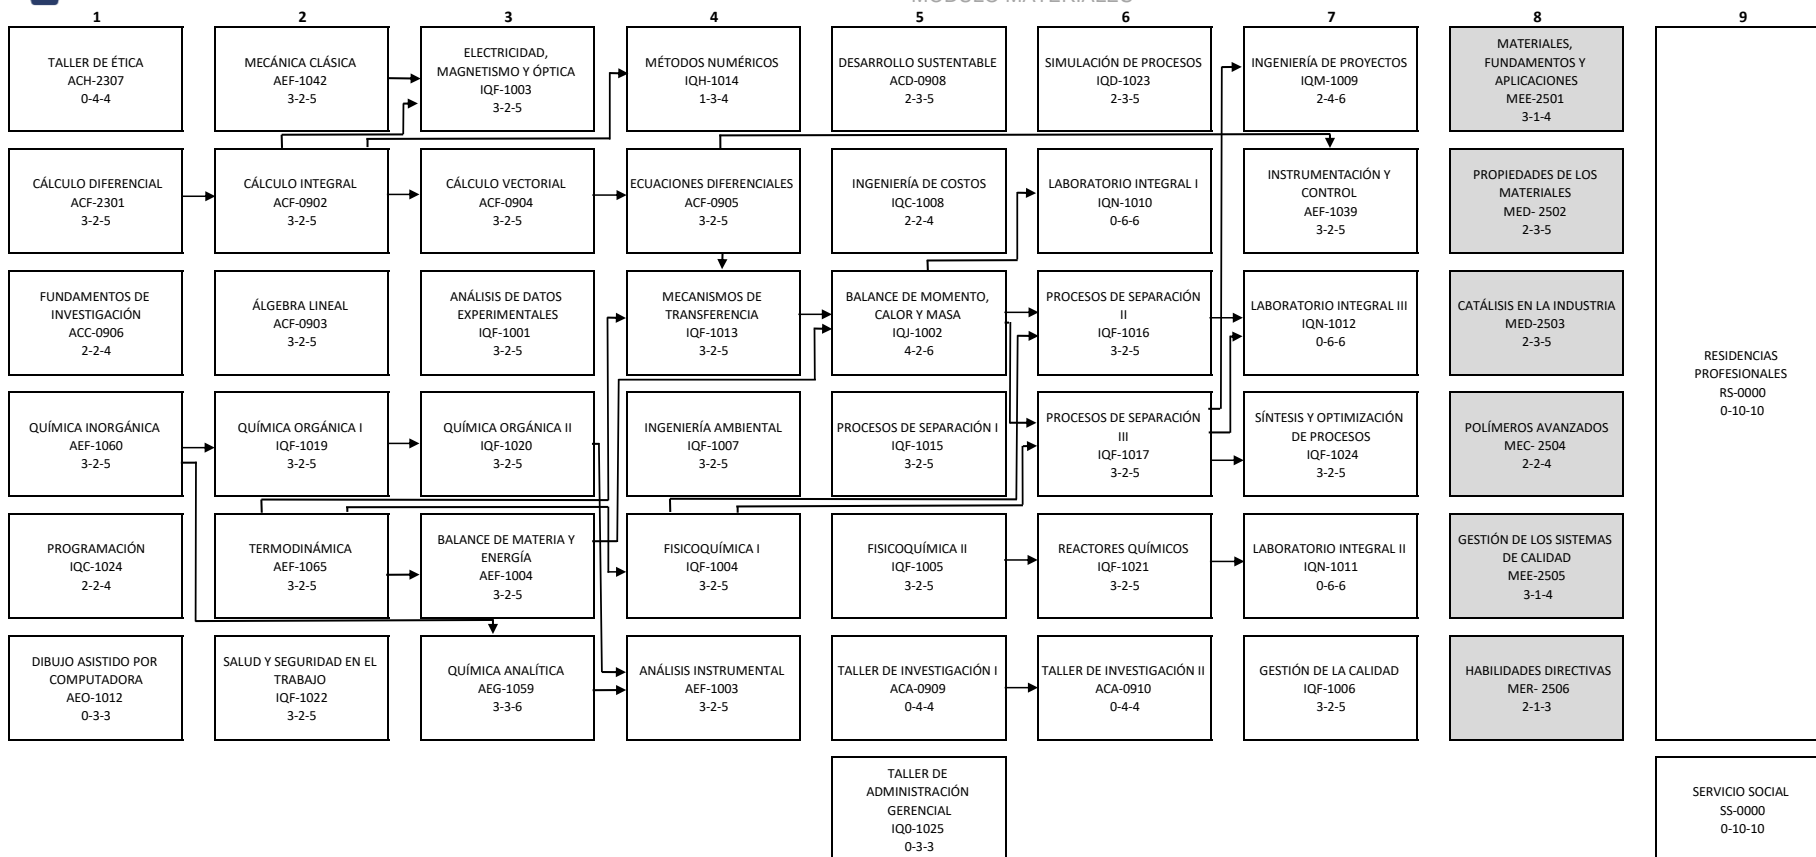 MÓDULO MATERIALES
1
2
3
4
5
6
7
8
9
TALLER DE ÉTICA
ACH-2307
0-4-4
MECÁNICA CLÁSICA
AEF-1042
3-2-5
ELECTRICIDAD,
MAGNETISMO Y ÓPTICA
IQF-1003
3-2-5
MÉTODOS NUMÉRICOS
IQH-1014
1-3-4
DESARROLLO SUSTENTABLE
ACD-0908
2-3-5
SIMULACIÓN DE PROCESOS
IQD-1023
2-3-5
INGENIERÍA DE PROYECTOS
IQM-1009
2-4-6
MATERIALES,
FUNDAMENTOS Y
APLICACIONES
MEE-2501
3-1-4
CÁLCULO DIFERENCIAL
ACF-2301
3-2-5
CÁLCULO INTEGRAL
ACF-0902
3-2-5
CÁLCULO VECTORIAL
ACF-0904
3-2-5
ECUACIONES DIFERENCIALES
ACF-0905
3-2-5
INGENIERÍA DE COSTOS
IQC-1008
2-2-4
LABORATORIO INTEGRAL I
IQN-1010
0-6-6
INSTRUMENTACIÓN Y
CONTROL
AEF-1039
3-2-5
PROPIEDADES DE LOS
MATERIALES
MED- 2502
2-3-5
FUNDAMENTOS DE
INVESTIGACIÓN
ACC-0906
2-2-4
ÁLGEBRA LINEAL
ACF-0903
3-2-5
ANÁLISIS DE DATOS
EXPERIMENTALES
IQF-1001
3-2-5
MECANISMOS DE
TRANSFERENCIA
IQF-1013
3-2-5
BALANCE DE MOMENTO,
CALOR Y MASA
IQJ-1002
4-2-6
PROCESOS DE SEPARACIÓN
II
IQF-1016
3-2-5
LABORATORIO INTEGRAL III
IQN-1012
0-6-6
CATÁLISIS EN LA INDUSTRIA
MED-2503
2-3-5
RESIDENCIAS
PROFESIONALES
RS-0000
0-10-10
QUÍMICA INORGÁNICA
AEF-1060
3-2-5
QUÍMICA ORGÁNICA I
IQF-1019
3-2-5
QUÍMICA ORGÁNICA II
IQF-1020
3-2-5
INGENIERÍA AMBIENTAL
IQF-1007
3-2-5
PROCESOS DE SEPARACIÓN I
IQF-1015
3-2-5
PROCESOS DE SEPARACIÓN
III
IQF-1017
3-2-5
SÍNTESIS Y OPTIMIZACIÓN
DE PROCESOS
IQF-1024
3-2-5
POLÍMEROS AVANZADOS
MEC- 2504
2-2-4
PROGRAMACIÓN
IQC-1024
2-2-4
TERMODINÁMICA
AEF-1065
3-2-5
BALANCE DE MATERIA Y
ENERGÍA
AEF-1004
3-2-5
FISICOQUÍMICA I
IQF-1004
3-2-5
FISICOQUÍMICA II
IQF-1005
3-2-5
REACTORES QUÍMICOS
IQF-1021
3-2-5
LABORATORIO INTEGRAL II
IQN-1011
0-6-6
GESTIÓN DE LOS SISTEMAS
DE CALIDAD
MEE-2505
3-1-4
DIBUJO ASISTIDO POR
COMPUTADORA
AEO-1012
0-3-3
SALUD Y SEGURIDAD EN EL
TRABAJO
IQF-1022
3-2-5
QUÍMICA ANALÍTICA
AEG-1059
3-3-6
ANÁLISIS INSTRUMENTAL
AEF-1003
3-2-5
TALLER DE INVESTIGACIÓN I
ACA-0909
0-4-4
TALLER DE INVESTIGACIÓN II
ACA-0910
0-4-4
GESTIÓN DE LA CALIDAD
IQF-1006
3-2-5
HABILIDADES DIRECTIVAS
MER- 2506
2-1-3
TALLER DE
ADMINISTRACIÓN
GERENCIAL
IQ0-1025
0-3-3
SERVICIO SOCIAL
SS-0000
0-10-10